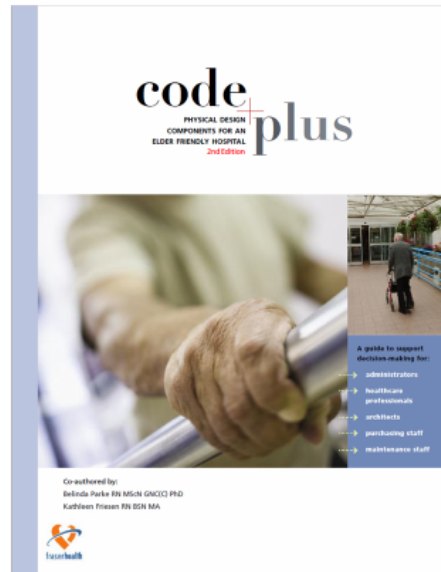 code
plus
PHYSICAL DESIGN
COMPONENTS FOR AN
ELDER FRIENDLY HOSPITAL
2nd Edition
A guide to support
decision-making for:
administrators
healthcare
professionals
architects
purchasing staff
maintenance staff
Co-authored by:
Belinda Parke RN MScN GNC(C) PhD
Kathleen Friesen RN BSN MA
fraserhealth